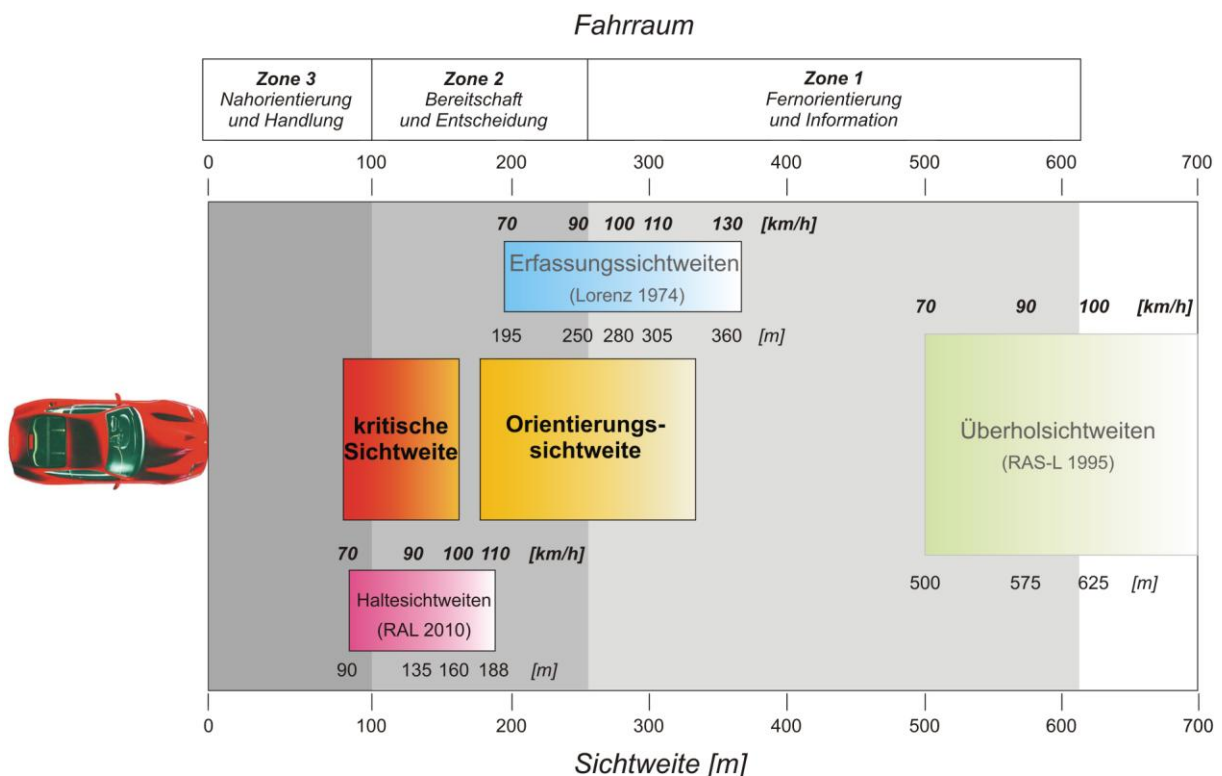 Fahrraum
Zone 3
Nahorientierung
und Handlung
Zone 2
Bereitschaft
und Entscheidung
Zone 1
Fernorientierung
und Information
0 100 200 300 400 500 600 700
70 90 100 110 130 [km/h]
Erfassungssichtweiten
(Lorenz 1974)
195 250 280 305 360 [m]
70 90 100 [km/h]
Überholsichtweiten
(RAS-L 1995)
500 575 625 [m]
kritische
Sichtweite
Orientierungs-
sichtweite
70 90 100 110 [km/h]
Haltesichtweiten
(RAL 2010)
90 135 160 188 [m]
0 100 200 300 400 500 600 700
Sichtweite [m]